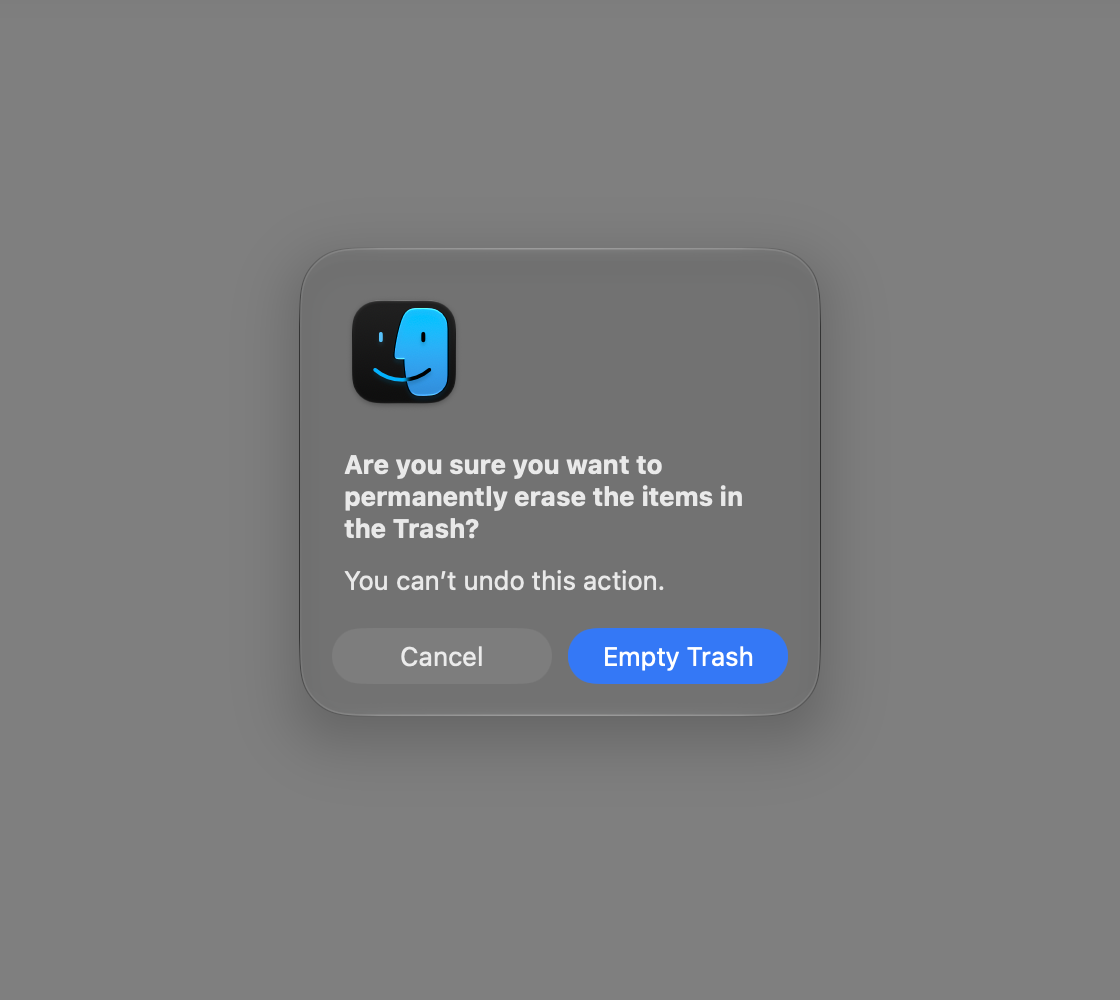 Are you sure you want to
permanently erase the items in
the Trash?
You can’t undo this action.
Cancel
Empty Trash